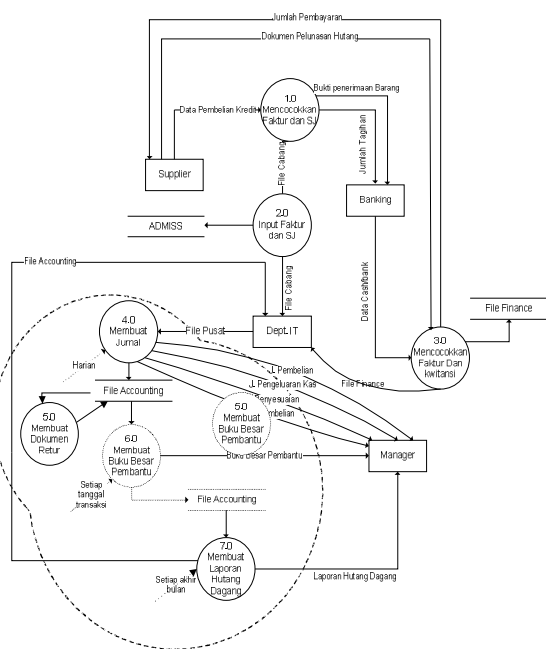 Jumlah Pembayaran
Dokumen Pelunasan Hutang
1.0
Mencocokkan
Faktur dan SJ
Bukti penerimaan Barang
Data Pembelian Kredit
Jumlah Tagihan
File Cabang
Supplier
Banking
2.0
Input Faktur
dan SJ
ADMISS
File Accounting
File Cabang
Data Cash/bank
File Finance
4.0
Membuat
Jurnal
File Pusat
Dept.IT
3.0
Mencocokkan
Faktur Dan
kwitansi
Harian
J. Pembelian
File Finance
J. Pengeluaran Kas
File Accounting
Penyesuaian
Pembelian
5.0
Membuat
Dokumen
Retur
5.0
Membuat
Buku Besar
Pembantu
6.0
Membuat
Buku Besar
Pembantu
Buku Besar Pembantu
Manager
Setiap
tanggal
transaksi
File Accounting
7.0
Membuat
Laporan
Hutang
Dagang
Setiap akhir
bulan
Laporan Hutang Dagang